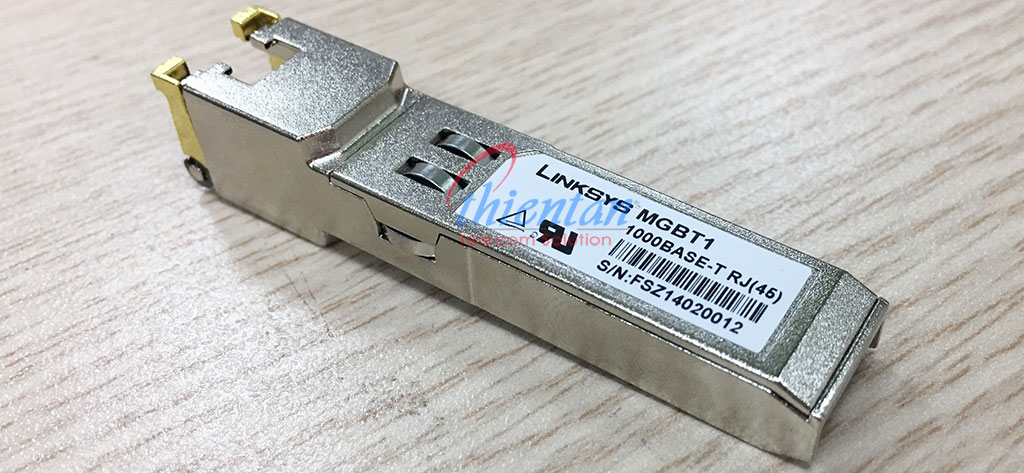 LINKSYS MGBT1
1000BASE-T RJ(45)
S/N:FSZ14020012
thientan
telecom solution